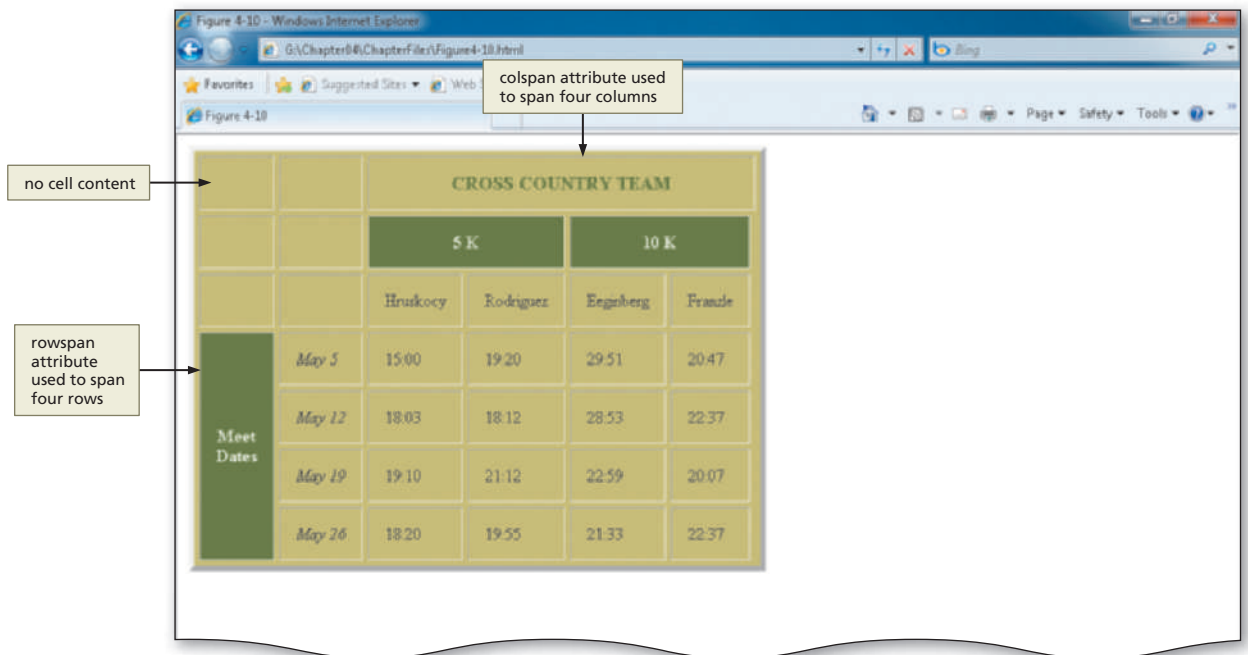 Figure 4-10 - Windows Internet Explorer
G:\Chapter04\ChapterFiles\Figure4-10.html
Bing
Favorites Suggested Sites Web
Figure 4-10
Page Safety Tools
colspan attribute used
to span four columns
no cell content
CROSS COUNTRY TEAM
5 K 10 K
Hruskocy Rodriguez Franzle
rowspan
attribute
used to span
four rows
Meet
Dates
May 5 15:00 19:20 29:51 20:47
May 12 18:03 18:12 28:53 22:37
May 19 19:10 21:12 22:59 20:07
May 26 18:20 19:55 21:33 22:37